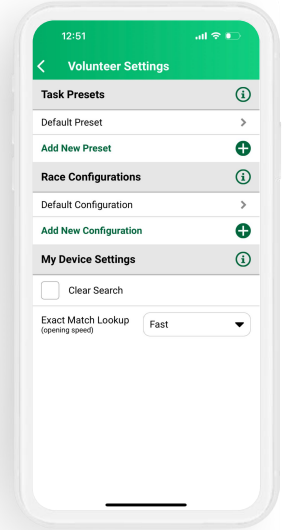 12:51
Volunteer Settings
Task Presets
Default Preset
Add New Preset
Race Configurations
Default Configuration
Add New Configuration
My Device Settings
Clear Search
Exact Match Lookup
(opening speed)
Fast